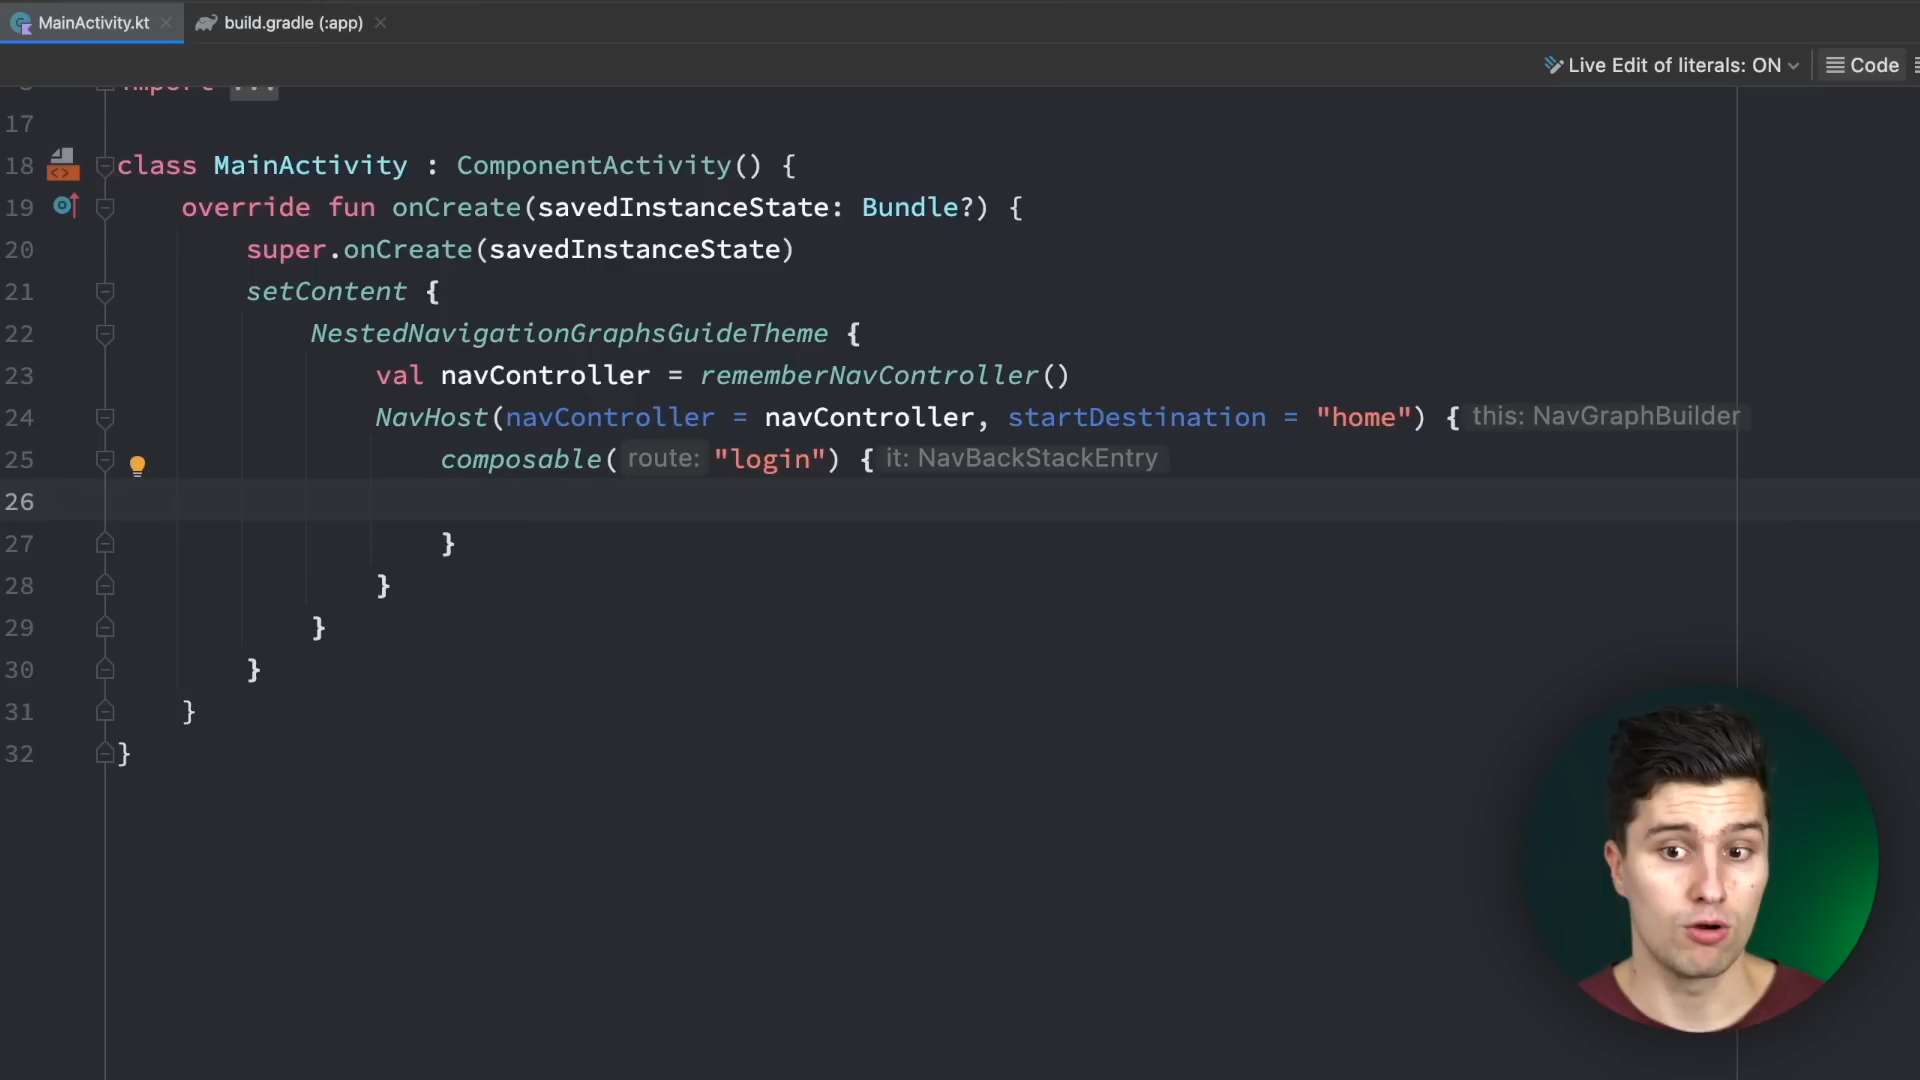 MainActivity.kt
build.gradle (:app)
Live Edit of literals: ON
Code
import ...
17
18 class MainActivity : ComponentActivity() {
19 override fun onCreate(savedInstanceState: Bundle?) {
20 super.onCreate(savedInstanceState)
21 setContent {
22 NestedNavigationGraphsGuideTheme {
23 val navController = rememberNavController()
24 NavHost(navController = navController, startDestination = "home") { this: NavGraphBuilder
25 composable( route: "login") { it: NavBackStackEntry
26
27 }
28 }
29 }
30 }
31 }
32 }